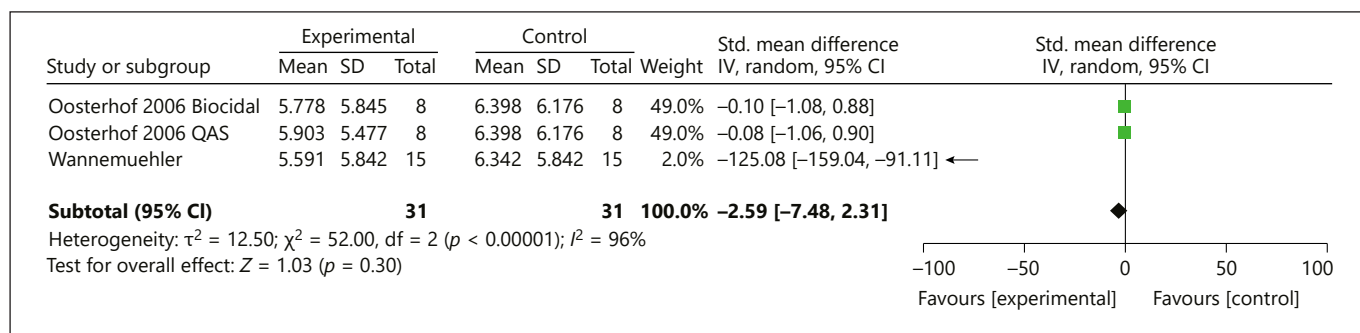 Experimental Control Std. mean difference Std. mean difference
Study or subgroup Mean SD Total Mean SD Total Weight IV, random, 95% CI IV, random, 95% CI
Oosterhof 2006 Biocidal 5.778 5.845 8 6.398 6.176 8 49.0% –0.10 [–1.08, 0.88]
Oosterhof 2006 QAS 5.903 5.477 8 6.398 6.176 8 49.0% –0.08 [–1.06, 0.90]
Wannemuehler 5.591 5.842 15 6.342 5.842 15 2.0% –125.08 [–159.04, –91.11]
Subtotal (95% CI) 31 31 100.0% –2.59 [–7.48, 2.31]
Heterogeneity: τ² = 12.50; χ² = 52.00, df = 2 (p < 0.00001); I² = 96%
Test for overall effect: Z = 1.03 (p = 0.30)
–100 –50 0 50 100
Favours [experimental] Favours [control]